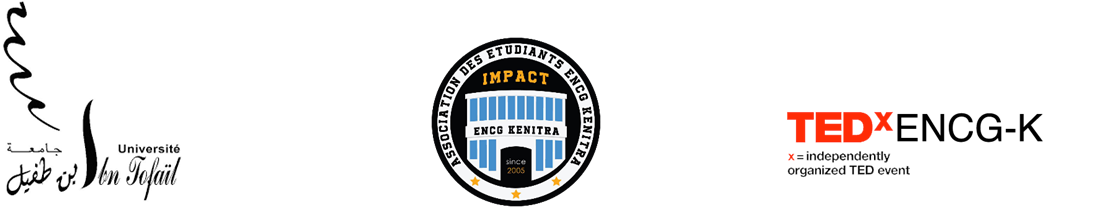 جامعة
ابن طفيل
Université
Ibn Tofaïl
ASSOCIATION DES ETUDIANTS ENCG KENITRA
IMPACT
ENCG KENITRA
since
2005
TEDxENCG-K
x = independently
organized TED event